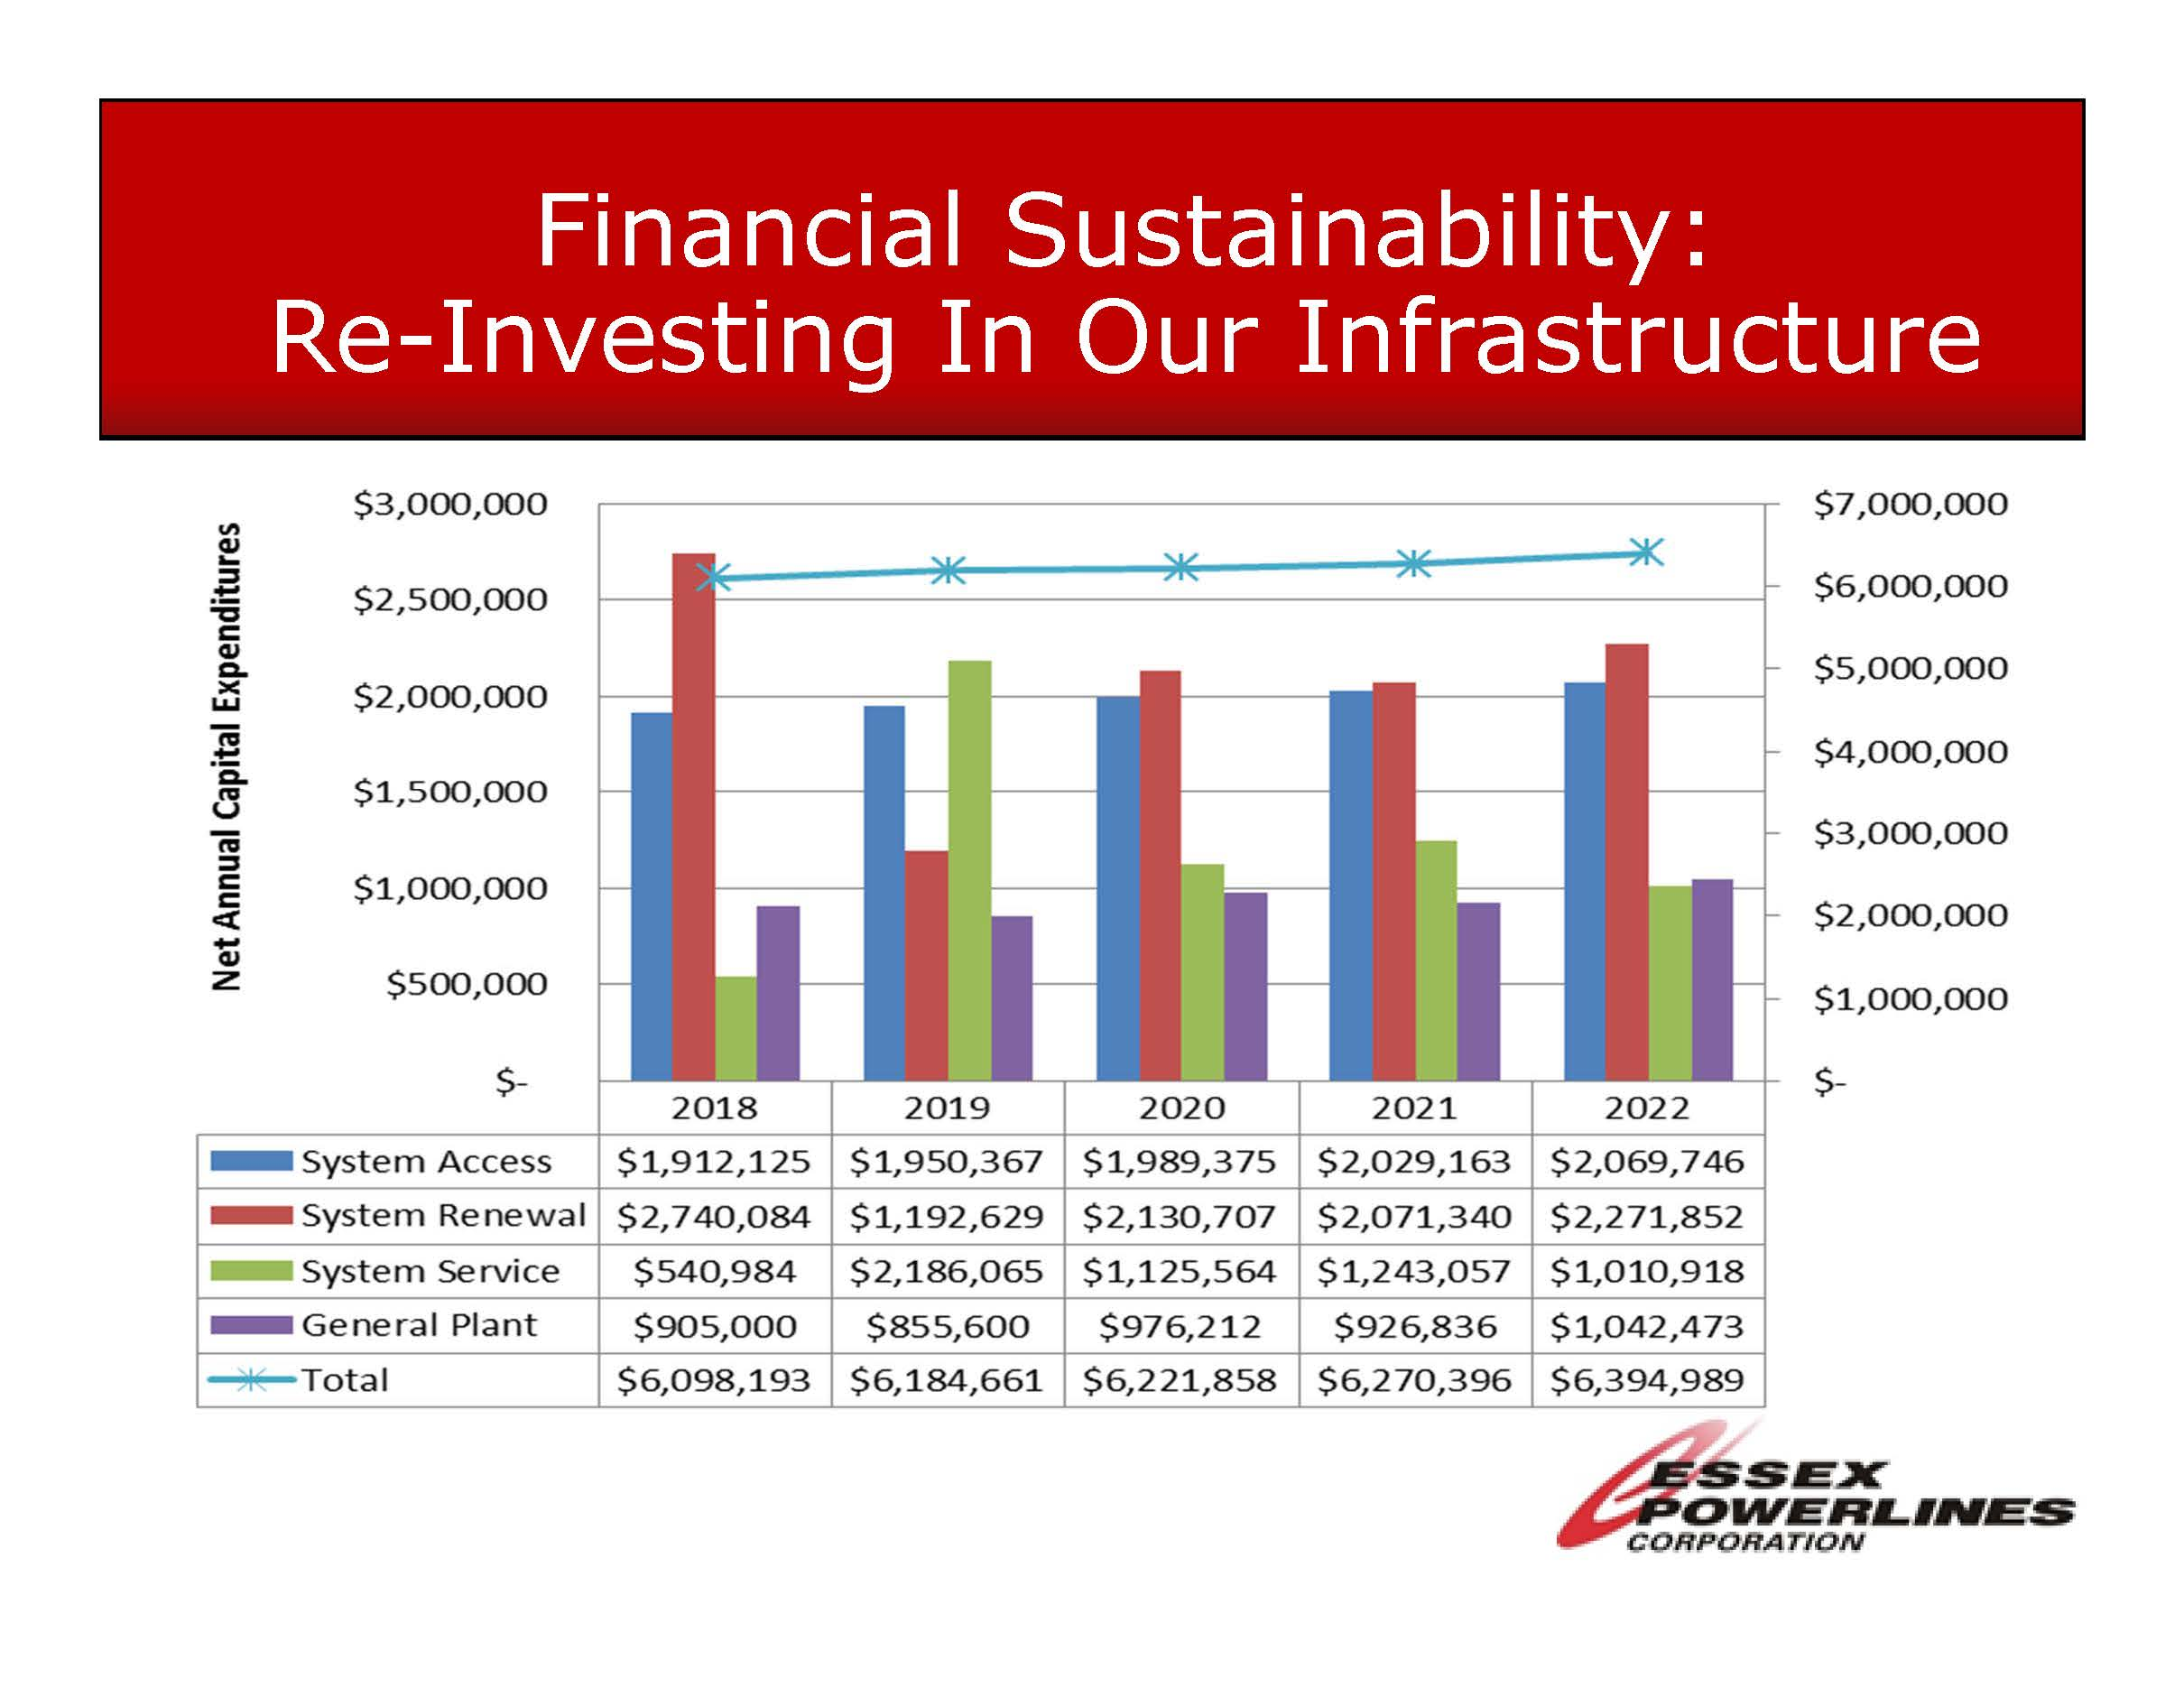 Financial Sustainability:
Re-Investing In Our Infrastructure
Net Annual Capital Expenditures
$3,000,000
$2,500,000
$2,000,000
$1,500,000
$1,000,000
$500,000
$-
$7,000,000
$6,000,000
$5,000,000
$4,000,000
$3,000,000
$2,000,000
$1,000,000
$-
2018 2019 2020 2021 2022
System Access $1,912,125 $1,950,367 $1,989,375 $2,029,163 $2,069,746
System Renewal $2,740,084 $1,192,629 $2,130,707 $2,071,340 $2,271,852
System Service $540,984 $2,186,065 $1,125,564 $1,243,057 $1,010,918
General Plant $905,000 $855,600 $976,212 $926,836 $1,042,473
Total $6,098,193 $6,184,661 $6,221,858 $6,270,396 $6,394,989
ESSEX
POWERLINES
CORPORATION